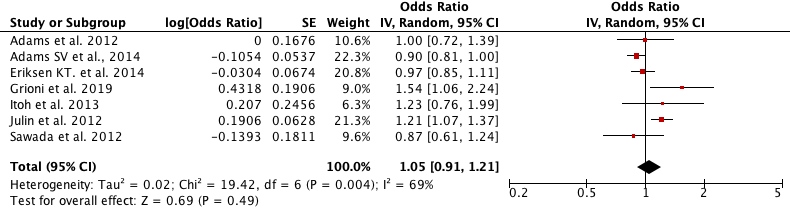 Odds Ratio Odds Ratio
Study or Subgroup log[Odds Ratio] SE Weight IV, Random, 95% CI IV, Random, 95% CI
Adams et al. 2012 0 0.1676 10.6% 1.00 [0.72, 1.39]
Adams SV et al., 2014 −0.1054 0.0537 22.3% 0.90 [0.81, 1.00]
Eriksen KT. et al. 2014 −0.0304 0.0674 20.8% 0.97 [0.85, 1.11]
Grioni et al. 2019 0.4318 0.1906 9.0% 1.54 [1.06, 2.24]
Itoh et al. 2013 0.207 0.2456 6.3% 1.23 [0.76, 1.99]
Julin et al. 2012 0.1906 0.0628 21.3% 1.21 [1.07, 1.37]
Sawada et al. 2012 −0.1393 0.1811 9.6% 0.87 [0.61, 1.24]
Total (95% CI) 100.0% 1.05 [0.91, 1.21]
Heterogeneity: Tau² = 0.02; Chi² = 19.42, df = 6 (P = 0.004); I² = 69%
Test for overall effect: Z = 0.69 (P = 0.49)
0.2 0.5 1 2 5